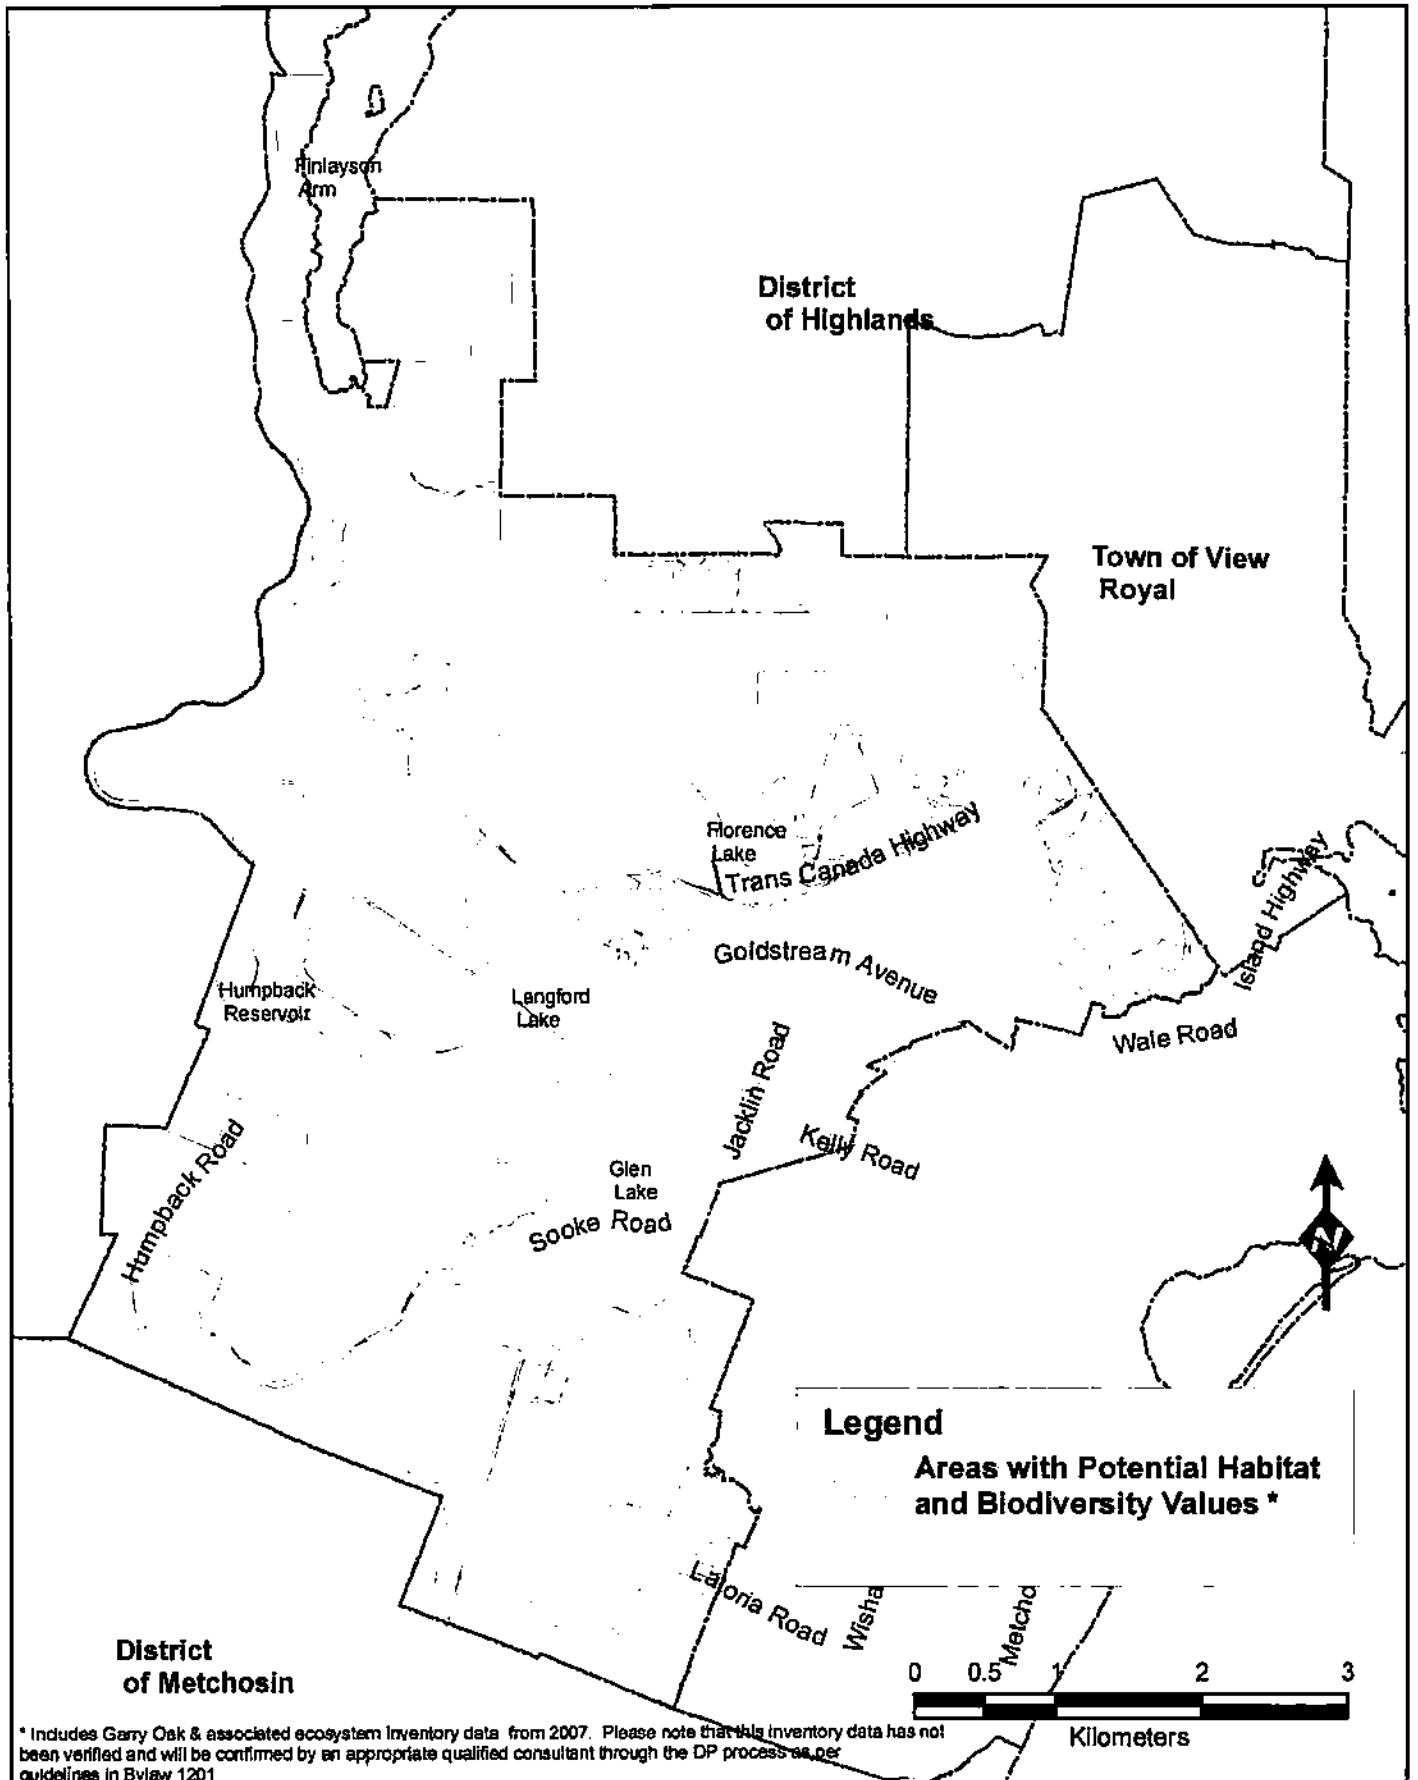 Finlayson
Arm
District
of Highlands
Town of View
Royal
Florence
Lake
Trans Canada Highway
Island Highway
Goldstream Avenue
Humpback
Reservoir
Langford
Lake
Wale Road
Jacklin Road
Kelly Road
Humpback Road
Glen
Lake
Sooke Road
N
Legend
Areas with Potential Habitat
and Biodiversity Values *
Latoria Road
Wisha
Metcho
District
of Metchosin
0 0.5 1 2 3
Kilometers
* Includes Garry Oak & associated ecosystem inventory data from 2007. Please note that this inventory data has not
been verified and will be confirmed by an appropriate qualified consultant through the DP process as per
guidelines in Bylaw 1201